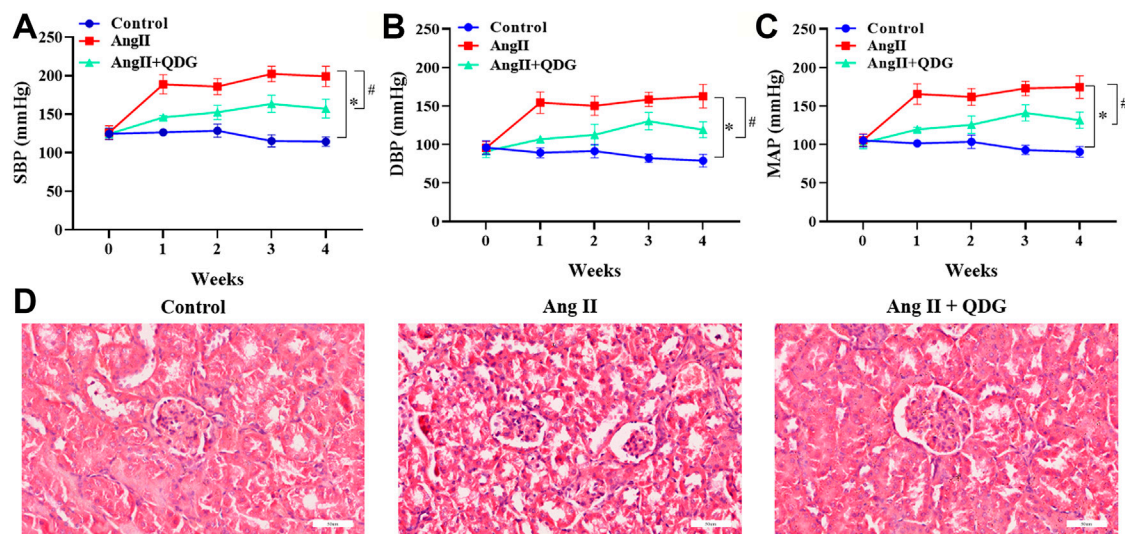 A
Control
AngII
AngII+QDG
250
200
150
100
50
0
SBP (mmHg)
0 1 2 3 4
Weeks
*
#
B
Control
AngII
AngII+QDG
250
200
150
100
50
0
DBP (mmHg)
0 1 2 3 4
Weeks
*
#
C
Control
AngII
AngII+QDG
250
200
150
100
50
0
MAP (mmHg)
0 1 2 3 4
Weeks
*
#
D
Control
Ang II
Ang II + QDG